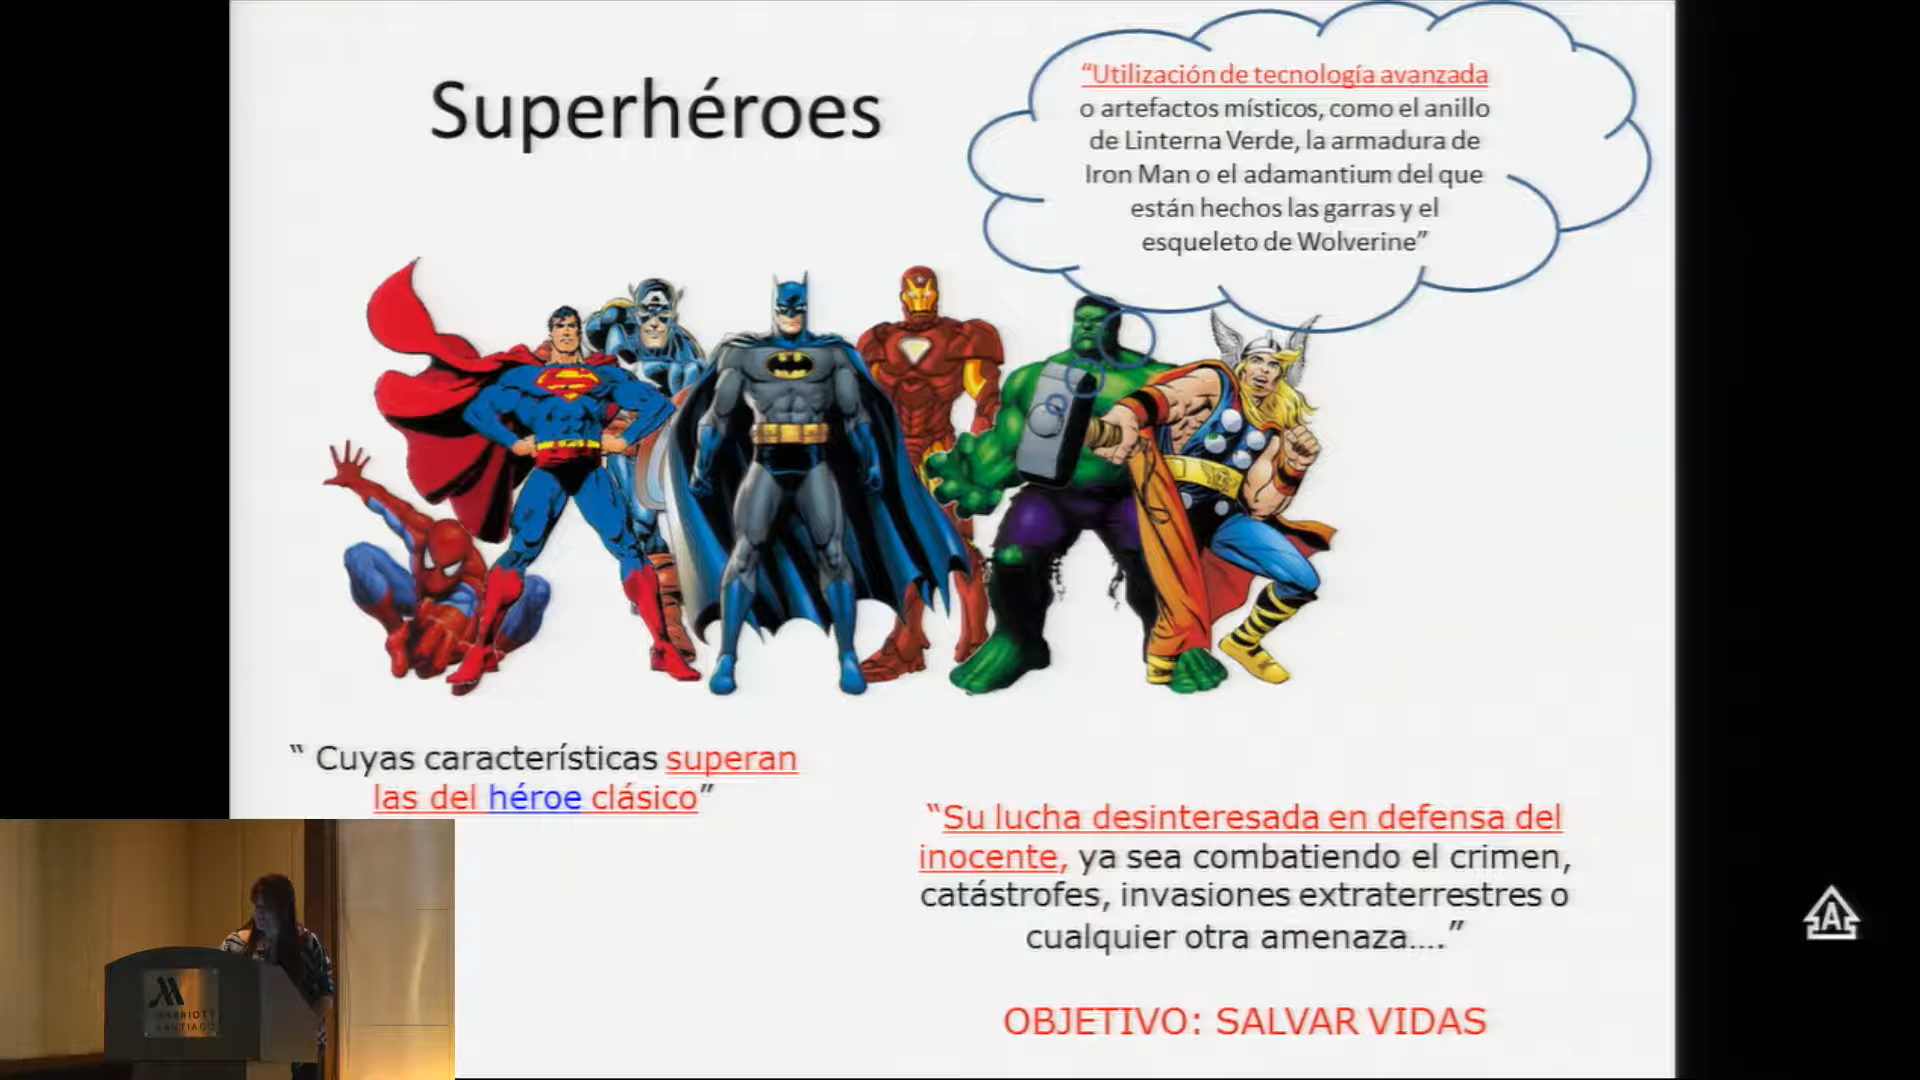 Superhéroes
“Utilización de tecnología avanzada
o artefactos místicos, como el anillo
de Linterna Verde, la armadura de
Iron Man o el adamantium del que
están hechos las garras y el
esqueleto de Wolverine”
“ Cuyas características superan
las del héroe clásico”
“Su lucha desinteresada en defensa del
inocente, ya sea combatiendo el crimen,
catástrofes, invasiones extraterrestres o
cualquier otra amenaza....”
OBJETIVO: SALVAR VIDAS
MARRIOTT
SANTIAGO
A